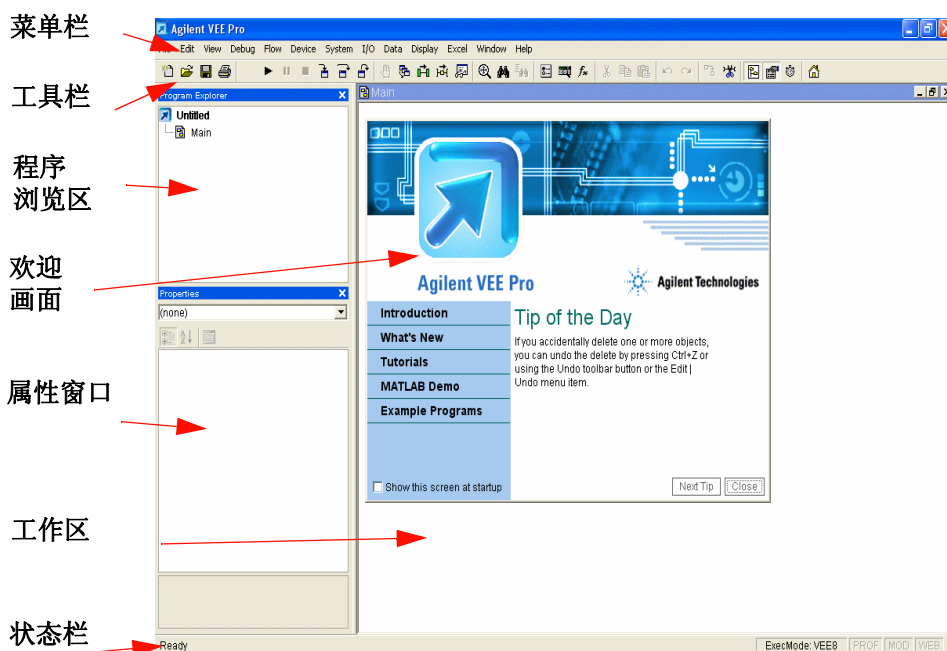 菜单栏
工具栏
程序
浏览区
欢迎
画面
属性窗口
工作区
状态栏
Agilent VEE Pro
Edit View Debug Flow Device System I/O Data Display Excel Window Help
Program Explorer
Untitled
Main
Main
Agilent VEE Pro
Agilent Technologies
Introduction
What's New
Tutorials
MATLAB Demo
Example Programs
Show this screen at startup
Tip of the Day
If you accidentally delete one or more objects,
you can undo the delete by pressing Ctrl+Z or
using the Undo toolbar button or the Edit |
Undo menu item.
Next Tip Close
Properties
(none)
Ready
ExecMode: VEE8 PROF MOD WEB